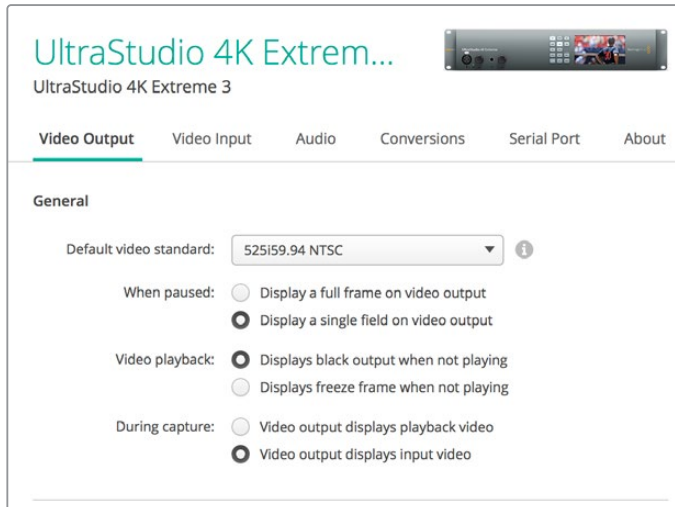 UltraStudio 4K Extrem...
UltraStudio 4K Extreme 3
Video Output Video Input Audio Conversions Serial Port About
General
Default video standard: 525i59.94 NTSC
When paused: Display a full frame on video output
Display a single field on video output
Video playback: Displays black output when not playing
Displays freeze frame when not playing
During capture: Video output displays playback video
Video output displays input video